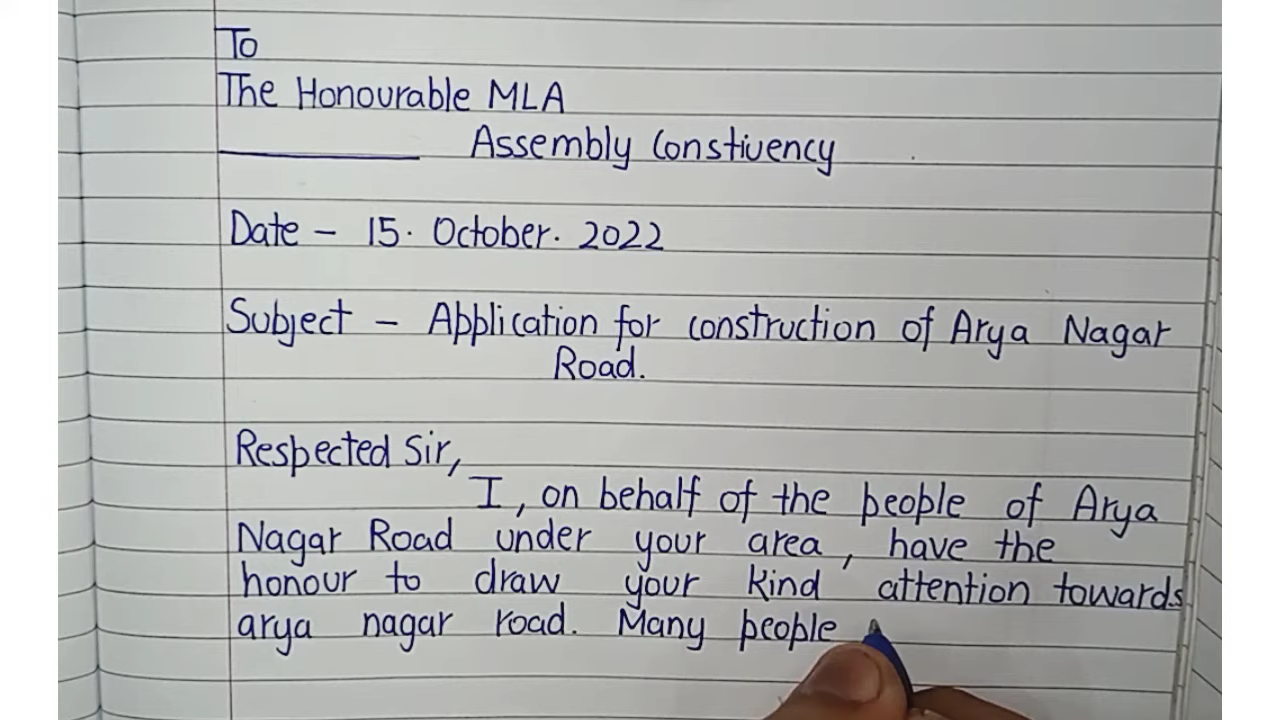 To
The Honourable MLA
__________ Assembly Constiuency
Date - 15. October. 2022
Subject - Application for construction of Arya Nagar
Road.
Respected Sir,
I, on behalf of the people of Arya
Nagar Road under your area, have the
honour to draw your kind attention towards
arya nagar road. Many people